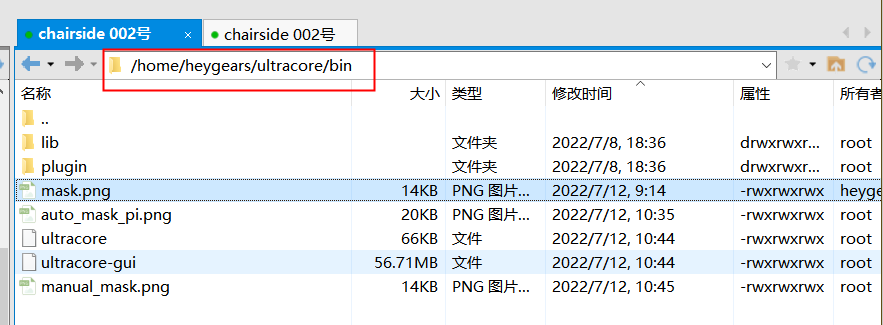 chairside 002号 × chairside 002号
/home/heygears/ultracore/bin
名称 大小 类型 修改时间 属性 所有者
..
lib 文件夹 2022/7/8, 18:36 drwxrwxr... root
plugin 文件夹 2022/7/8, 18:36 drwxrwxr... root
mask.png 14KB PNG 图片... 2022/7/12, 9:14 -rwxrwxrwx heyge
auto_mask_pi.png 20KB PNG 图片... 2022/7/12, 10:35 -rwxrwxrwx root
ultracore 66KB 文件 2022/7/12, 10:44 -rwxrwxrwx root
ultracore-gui 56.71MB 文件 2022/7/12, 10:44 -rwxrwxrwx root
manual_mask.png 14KB PNG 图片... 2022/7/12, 10:45 -rwxrwxrwx root